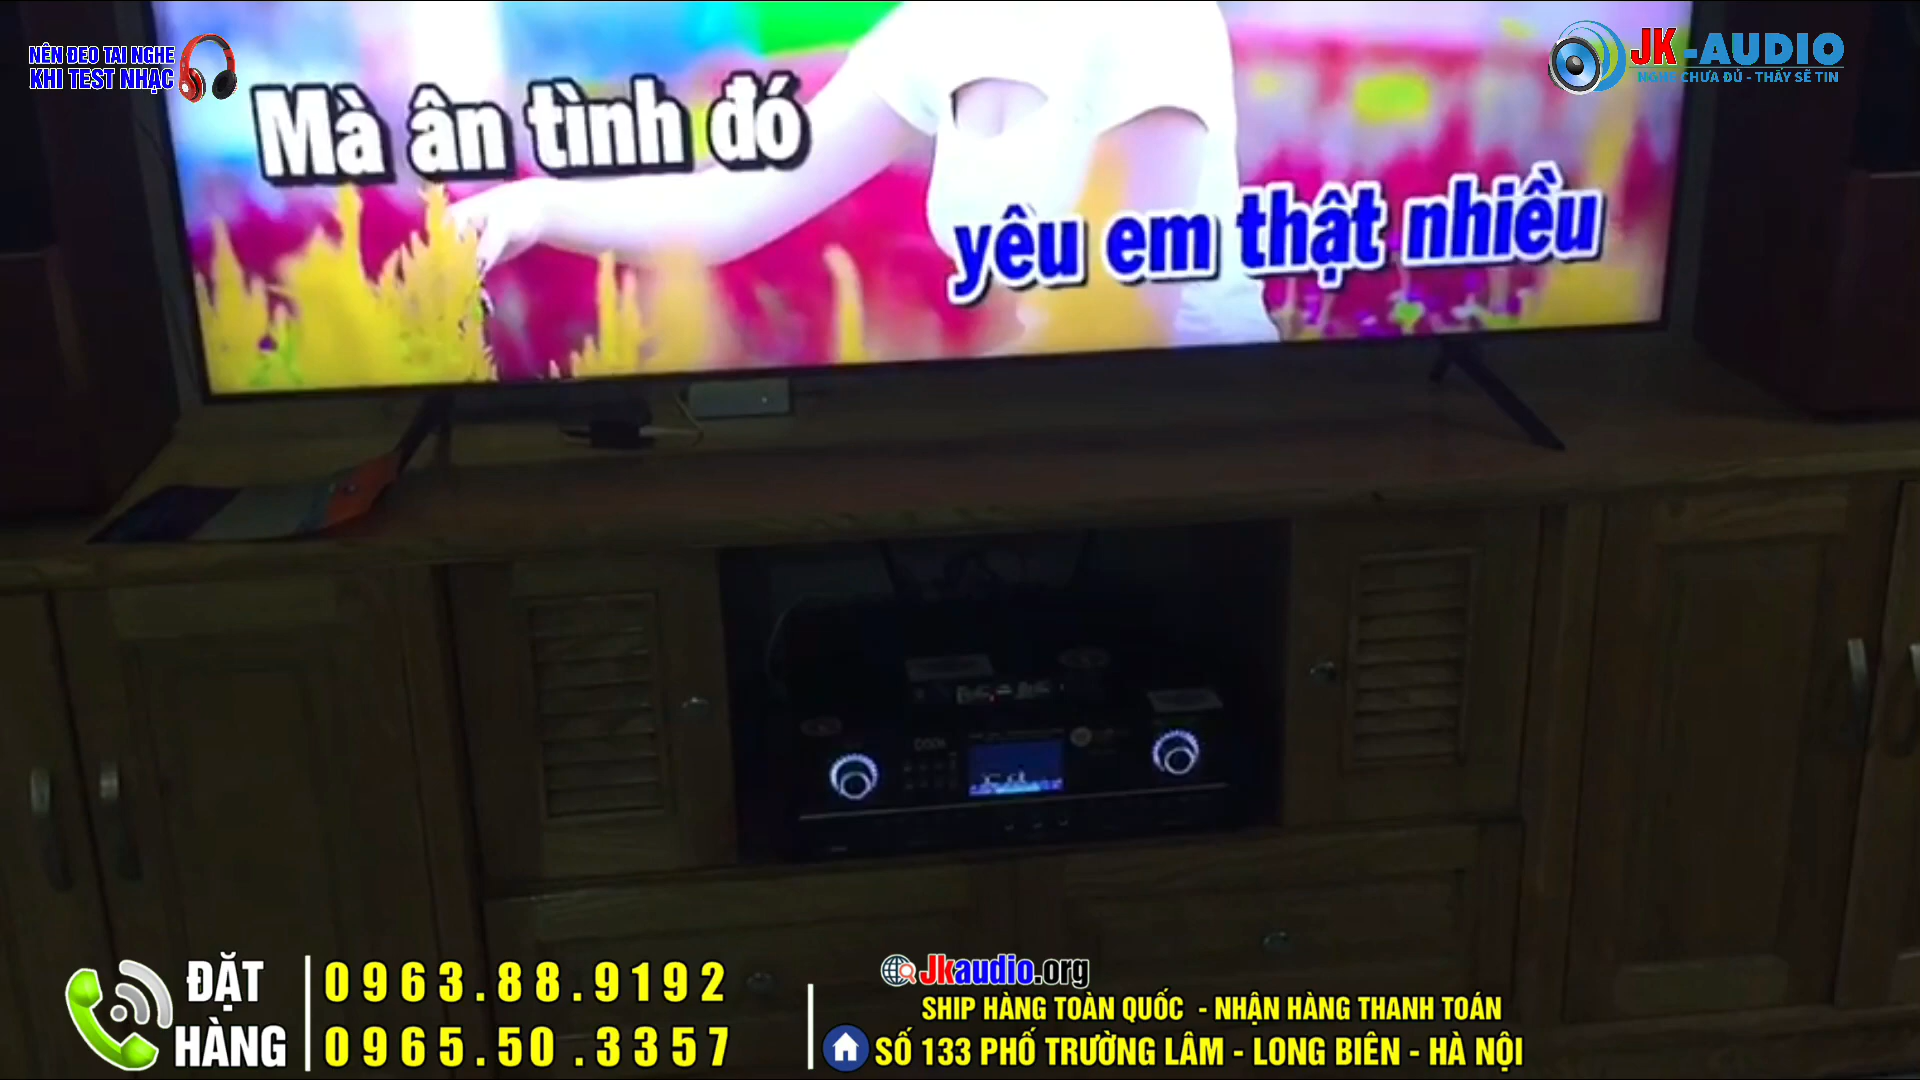 NÊN ĐEO TAI NGHE
KHI TEST NHẠC
JK-AUDIO
NGHE CHƯA ĐỦ - THẤY SẼ TIN
Mà ân tình đó
yêu em thật nhiều
ĐẶT
HÀNG
0963.88.9192
0965.50.3357
Jkaudio.org
SHIP HÀNG TOÀN QUỐC - NHẬN HÀNG THANH TOÁN
SỐ 133 PHỐ TRƯỜNG LÂM - LONG BIÊN - HÀ NỘI